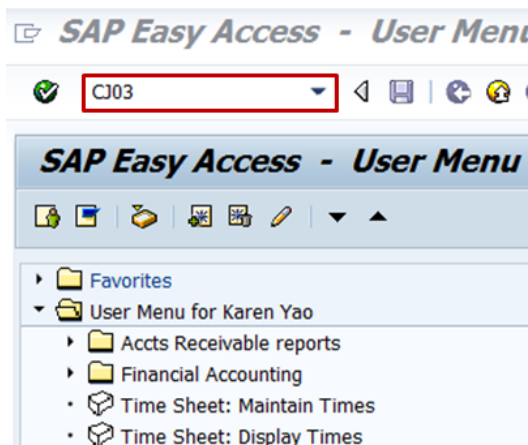 SAP Easy Access - User Menu
CJ03
SAP Easy Access - User Menu
Favorites
User Menu for Karen Yao
Accts Receivable reports
Financial Accounting
Time Sheet: Maintain Times
Time Sheet: Display Times